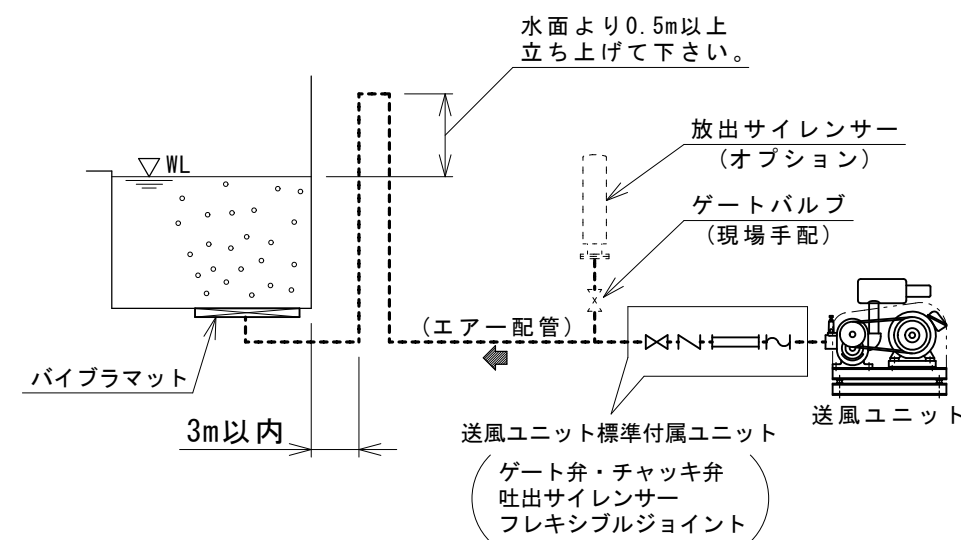 水面より0.5m以上
立ち上げて下さい。
放出サイレンサー
(オプション)
WL
ゲートバルブ
(現場手配)
(エアー配管)
バイブラマット
送風ユニット
3m以内
送風ユニット標準付属ユニット
ゲート弁・チャッキ弁
吐出サイレンサー
フレキシブルジョイント